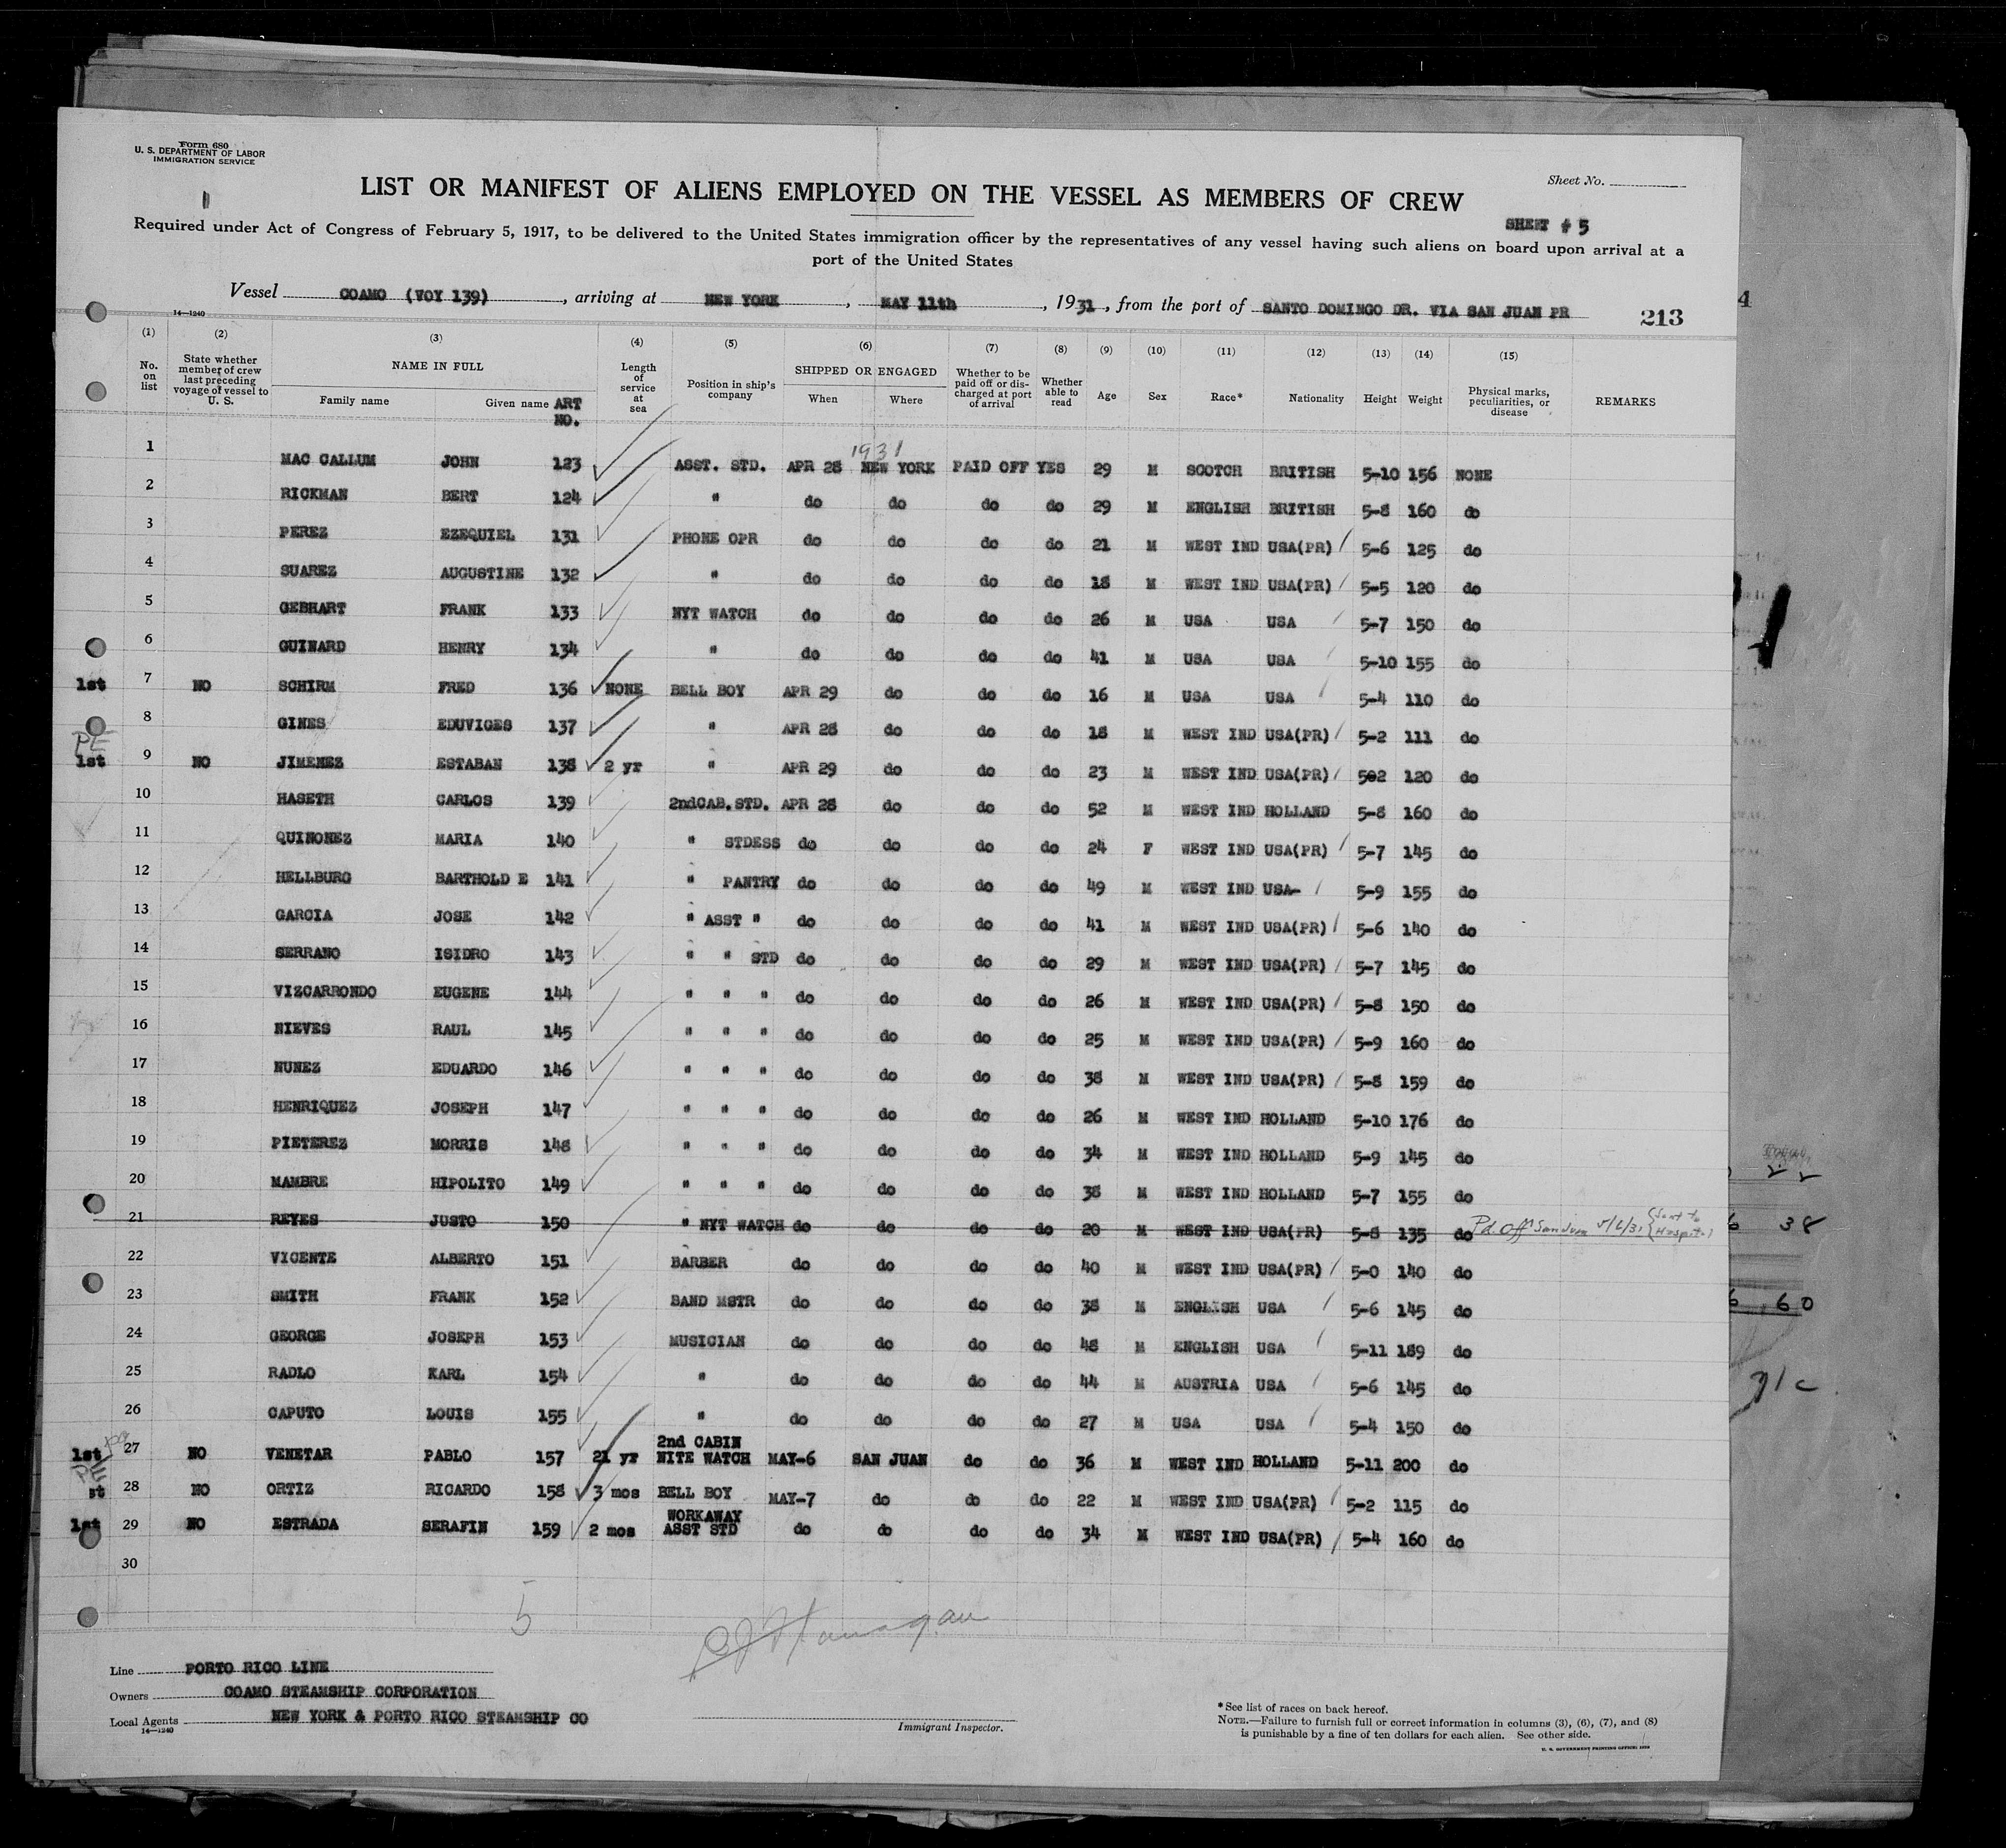 Form 680
U. S. DEPARTMENT OF LABOR
IMMIGRATION SERVICE
Sheet No.
LIST OR MANIFEST OF ALIENS EMPLOYED ON THE VESSEL AS MEMBERS OF CREW
SHEET # 5
Required under Act of Congress of February 5, 1917, to be delivered to the United States immigration officer by the representatives of any vessel having such aliens on board upon arrival at a
port of the United States
Vessel COAMO (VOY 139), arriving at NEW YORK, MAY 11th, 1931, from the port of SANTO DOMINGO DR. VIA SAN JUAN PR
213
14—1240
(1) (2) (3) (4) (5) (6) (7) (8) (9) (10) (11) (12) (13) (14) (15)
No. on list State whether member of crew last preceding voyage of vessel to U. S. NAME IN FULL Family name Given name ART NO. Length of service at sea Position in ship's company SHIPPED OR ENGAGED When Where Whether to be paid off or discharged at port of arrival Whether able to read Age Sex Race* Nationality Height Weight Physical marks, peculiarities, or disease REMARKS
1931
1 MAC CALLUM JOHN 123 ASST. STD. APR 28 NEW YORK PAID OFF YES 29 M SCOTCH BRITISH 5-10 156 NONE
2 RICKMAN BERT 124 " do do do do 29 M ENGLISH BRITISH 5-8 160 do
3 PEREZ EZEQUIEL 131 PHONE OPR do do do do 21 M WEST IND USA(PR) 5-6 125 do
4 SUAREZ AUGUSTINE 132 " do do do do 18 M WEST IND USA(PR) 5-5 120 do
5 GEBHART FRANK 133 NYT WATCH do do do do 26 M USA USA 5-7 150 do
6 GUINARD HENRY 134 " do do do do 41 M USA USA 5-10 155 do
1st 7 NO SCHIRM FRED 136 NONE BELL BOY APR 29 do do do 16 M USA USA 5-4 110 do
8 GINES EDUVIGES 137 " APR 28 do do do 18 M WEST IND USA(PR) 5-2 111 do
PE
1st 9 NO JIMENEZ ESTABAN 138 2 yr " APR 29 do do do 23 M WEST IND USA(PR) 502 120 do
10 HASETH CARLOS 139 2ndCAB.STD. APR 28 do do do 52 M WEST IND HOLLAND 5-8 160 do
11 QUINONEZ MARIA 140 " STDESS do do do do 24 F WEST IND USA(PR) 5-7 145 do
12 HELLBURG BARTHOLD E 141 " PANTRY do do do do 49 M WEST IND USA- 5-9 155 do
13 GARCIA JOSE 142 " ASST " do do do do 41 M WEST IND USA(PR) 5-6 140 do
14 SERRANO ISIDRO 143 " " STD do do do do 29 M WEST IND USA(PR) 5-7 145 do
15 VIZCARRONDO EUGENE 144 " " " do do do do 26 M WEST IND USA(PR) 5-8 150 do
16 NIEVES RAUL 145 " " " do do do do 25 M WEST IND USA(PR) 5-9 160 do
17 NUNEZ EDUARDO 146 " " " do do do do 38 M WEST IND USA(PR) 5-8 159 do
18 HENRIQUEZ JOSEPH 147 " " " do do do do 26 M WEST IND HOLLAND 5-10 176 do
19 PIETEREZ MORRIS 148 " " " do do do do 34 M WEST IND HOLLAND 5-9 145 do
20 MAMBRE HIPOLITO 149 " " " do do do do 38 M WEST IND HOLLAND 5-7 155 do
21 REYES JUSTO 150 " NYT WATCH do do do do 20 M WEST IND USA(PR) 5-8 135 do Pd. Off San Juan 5/6/31 (Sent to Hospital)
22 VICENTE ALBERTO 151 BARBER do do do do 40 M WEST IND USA(PR) 5-0 140 do
23 SMITH FRANK 152 BAND MSTR do do do do 38 M ENGLISH USA 5-6 145 do
24 GEORGE JOSEPH 153 MUSICIAN do do do do 48 M ENGLISH USA 5-11 189 do
25 RADLO KARL 154 " do do do do 44 M AUSTRIA USA 5-6 145 do
26 CAPUTO LOUIS 155 " do do do do 27 M USA USA 5-4 150 do
1st 27 NO VENETAR PABLO 157 21 yr 2nd CABIN NITE WATCH MAY-6 SAN JUAN do do 36 M WEST IND HOLLAND 5-11 200 do
PE
st 28 NO ORTIZ RICARDO 158 3 mos BELL BOY MAY-7 do do do 22 M WEST IND USA(PR) 5-2 115 do
1st 29 NO ESTRADA SERAFIN 159 2 mos WORKAWAY ASST STD do do do do 34 M WEST IND USA(PR) 5-4 160 do
30
5
Line PORTO RICO LINE
Owners COAMO STEAMSHIP CORPORATION
Local Agents NEW YORK & PORTO RICO STEAMSHIP CO
14—1240
Immigrant Inspector.
*See list of races on back hereof.
NOTE.—Failure to furnish full or correct information in columns (3), (6), (7), and (8)
is punishable by a fine of ten dollars for each alien. See other side.
U. S. GOVERNMENT PRINTING OFFICE:
4
38
60